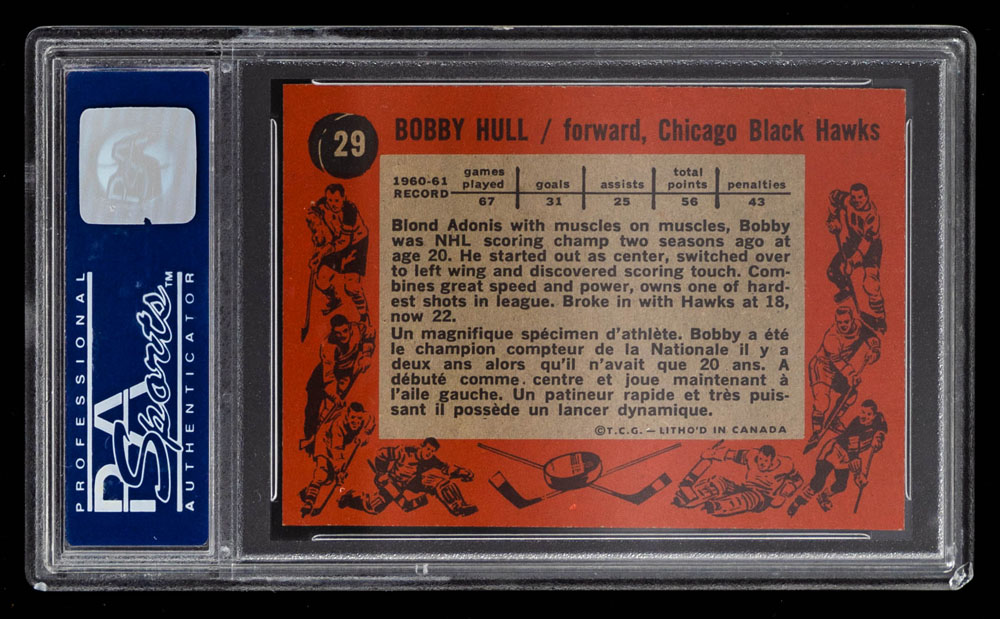 PROFESSIONAL
PSA
Sports™
AUTHENTICATOR
PSA
29
BOBBY HULL / forward, Chicago Black Hawks
1960-61 RECORD
games played goals assists total points penalties
67 31 25 56 43
Blond Adonis with muscles on muscles, Bobby
was NHL scoring champ two seasons ago at
age 20. He started out as center, switched over
to left wing and discovered scoring touch. Com-
bines great speed and power, owns one of hard-
est shots in league. Broke in with Hawks at 18,
now 22.
Un magnifique spécimen d'athlète. Bobby a été
le champion compteur de la Nationale il y a
deux ans alors qu'il n'avait que 20 ans. A
débuté comme centre et joue maintenant à
l'aile gauche. Un patineur rapide et très puis-
sant il possède un lancer dynamique.
©T.C.G. — LITHO'D IN CANADA